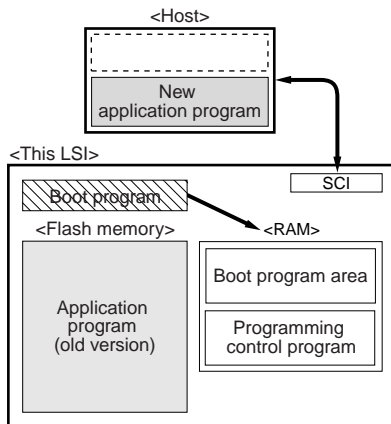 <Host>
New
application program
<This LSI>
SCI
Boot program
<Flash memory>
<RAM>
Application
program
(old version)
Boot program area
Programming
control program